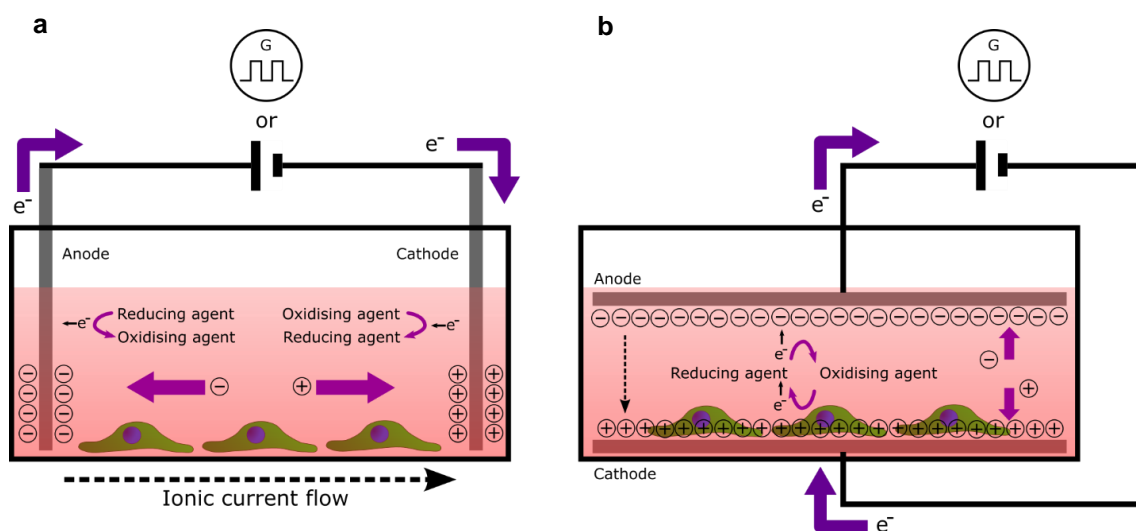 a
G
or
e⁻
e⁻
Anode
Cathode
Reducing agent
Oxidising agent
e⁻
Oxidising agent
Reducing agent
e⁻
− − − − − − − −
−
+
+ + + + + + + +
Ionic current flow
b
G
or
e⁻
Anode
− − − − − − − − − − − − − − − − − − − −
e⁻
−
Reducing agent
Oxidising agent
e⁻
+
+ + + + + + + + + + + + + + + + + + + + + + + +
Cathode
e⁻